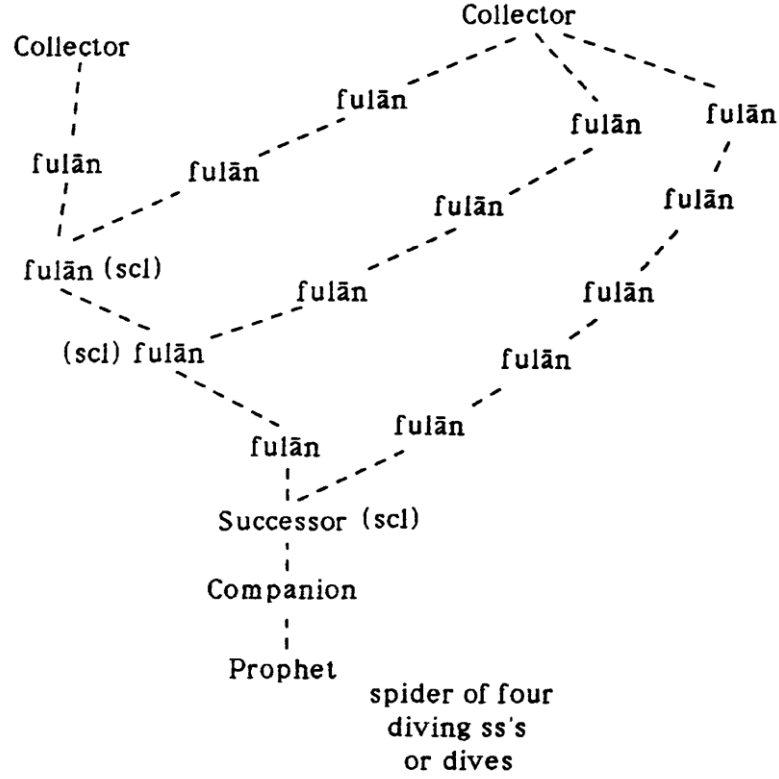 Collector
Collector
fulān
fulān
fulān
fulān
fulān
fulān
fulān
fulān (scl)
fulān
fulān
(scl) fulān
fulān
fulān
fulān
Successor (scl)
Companion
Prophet
spider of four
diving ss's
or dives